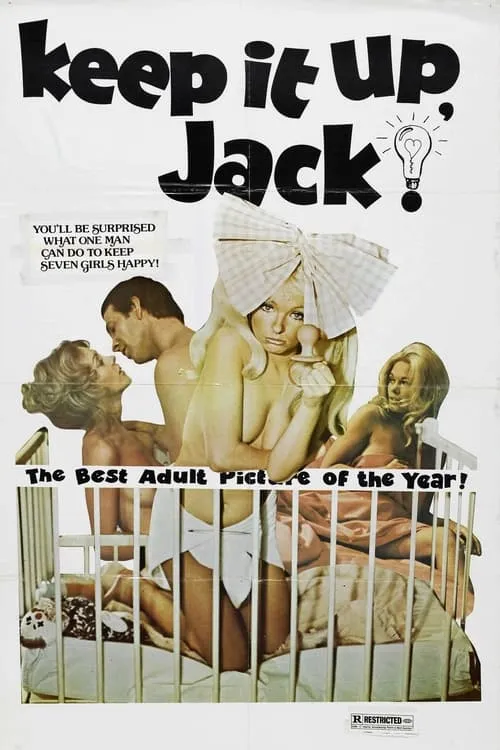 keep it up,
Jack!
YOU'LL BE SURPRISED
WHAT ONE MAN
CAN DO TO KEEP
SEVEN GIRLS HAPPY!
The Best Adult Picture of the Year!
R RESTRICTED